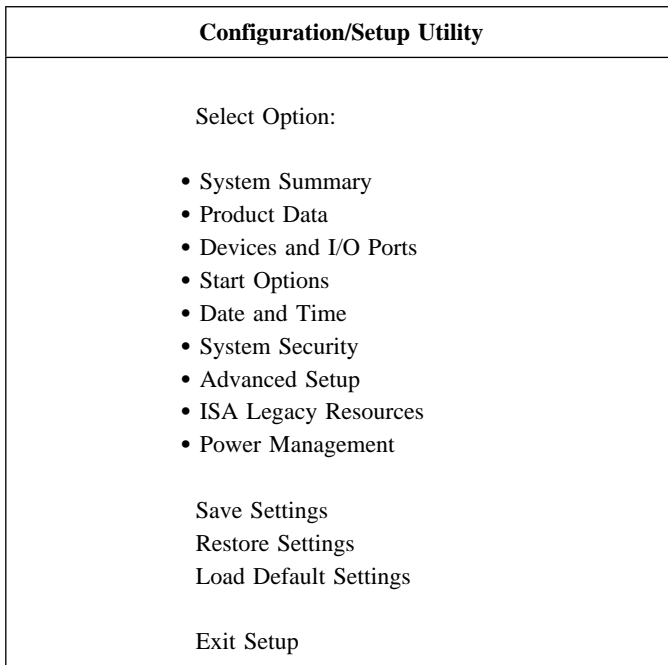 Configuration/Setup Utility
Select Option:
• System Summary
• Product Data
• Devices and I/O Ports
• Start Options
• Date and Time
• System Security
• Advanced Setup
• ISA Legacy Resources
• Power Management
Save Settings
Restore Settings
Load Default Settings
Exit Setup